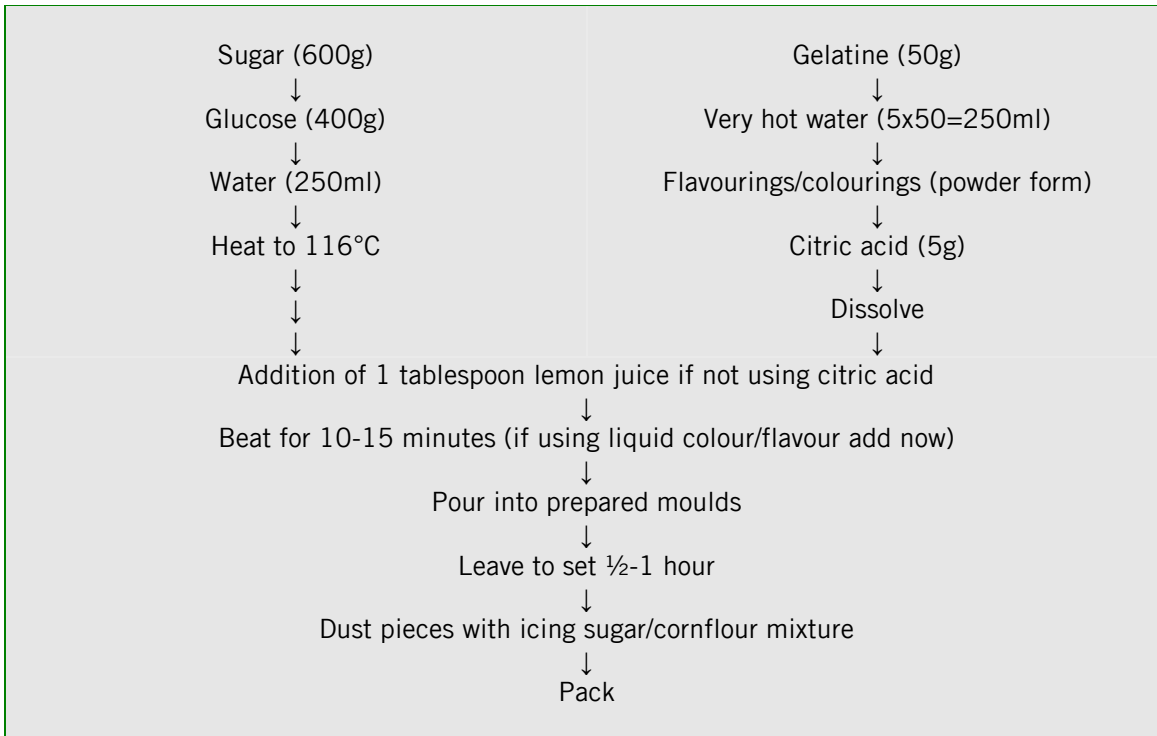 Sugar (600g)
↓
Glucose (400g)
↓
Water (250ml)
↓
Heat to 116°C
↓
↓
↓
Gelatine (50g)
↓
Very hot water (5x50=250ml)
↓
Flavourings/colourings (powder form)
↓
Citric acid (5g)
↓
Dissolve
↓
Addition of 1 tablespoon lemon juice if not using citric acid
↓
Beat for 10-15 minutes (if using liquid colour/flavour add now)
↓
Pour into prepared moulds
↓
Leave to set ½-1 hour
↓
Dust pieces with icing sugar/cornflour mixture
↓
Pack